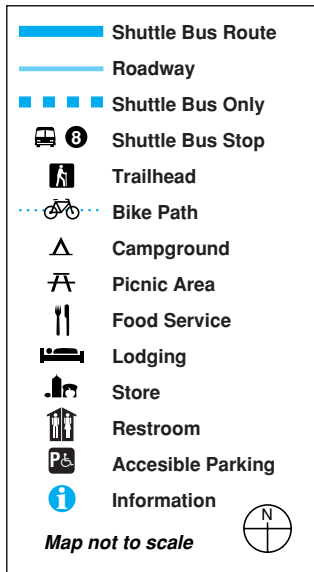 Shuttle Bus Route
Roadway
Shuttle Bus Only
8 Shuttle Bus Stop
Trailhead
Bike Path
Campground
Picnic Area
Food Service
Lodging
Store
Restroom
P Accesible Parking
i Information
Map not to scale
N